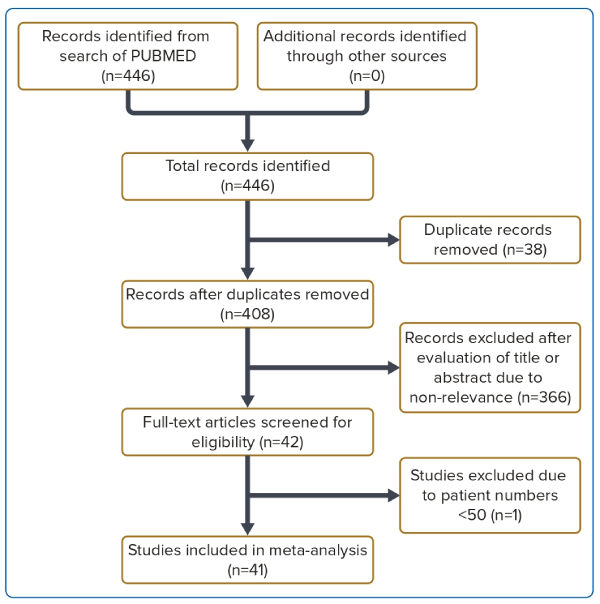 Records identified from
search of PUBMED
(n=446)
Additional records identified
through other sources
(n=0)
Total records identified
(n=446)
Duplicate records
removed (n=38)
Records after duplicates removed
(n=408)
Records excluded after
evaluation of title or
abstract due to
non-relevance (n=366)
Full-text articles screened for
eligibility (n=42)
Studies excluded due
to patient numbers
<50 (n=1)
Studies included in meta-analysis
(n=41)